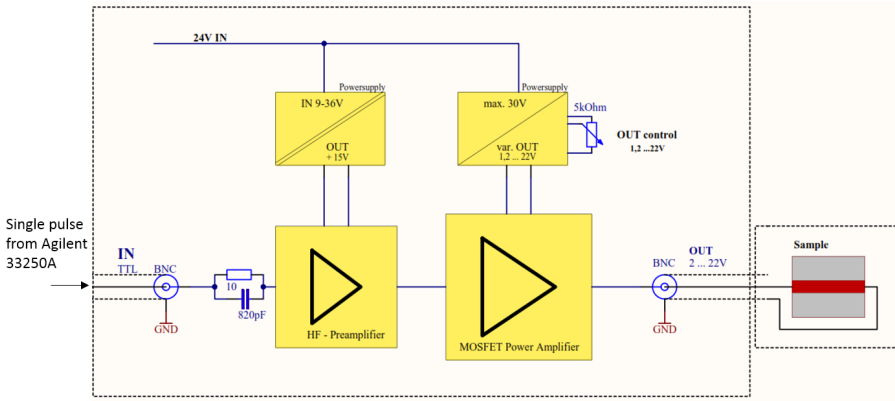 24V IN
Powersupply
IN 9-36V
OUT
+ 15V
Powersupply
max. 30V
var. OUT
1,2 ... 22V
5kOhm
OUT control
1,2 ...22V
Single pulse
from Agilent
33250A
IN
TTL
BNC
GND
10
820pF
HF - Preamplifier
MOSFET Power Amplifier
BNC
OUT
2 ... 22V
GND
Sample